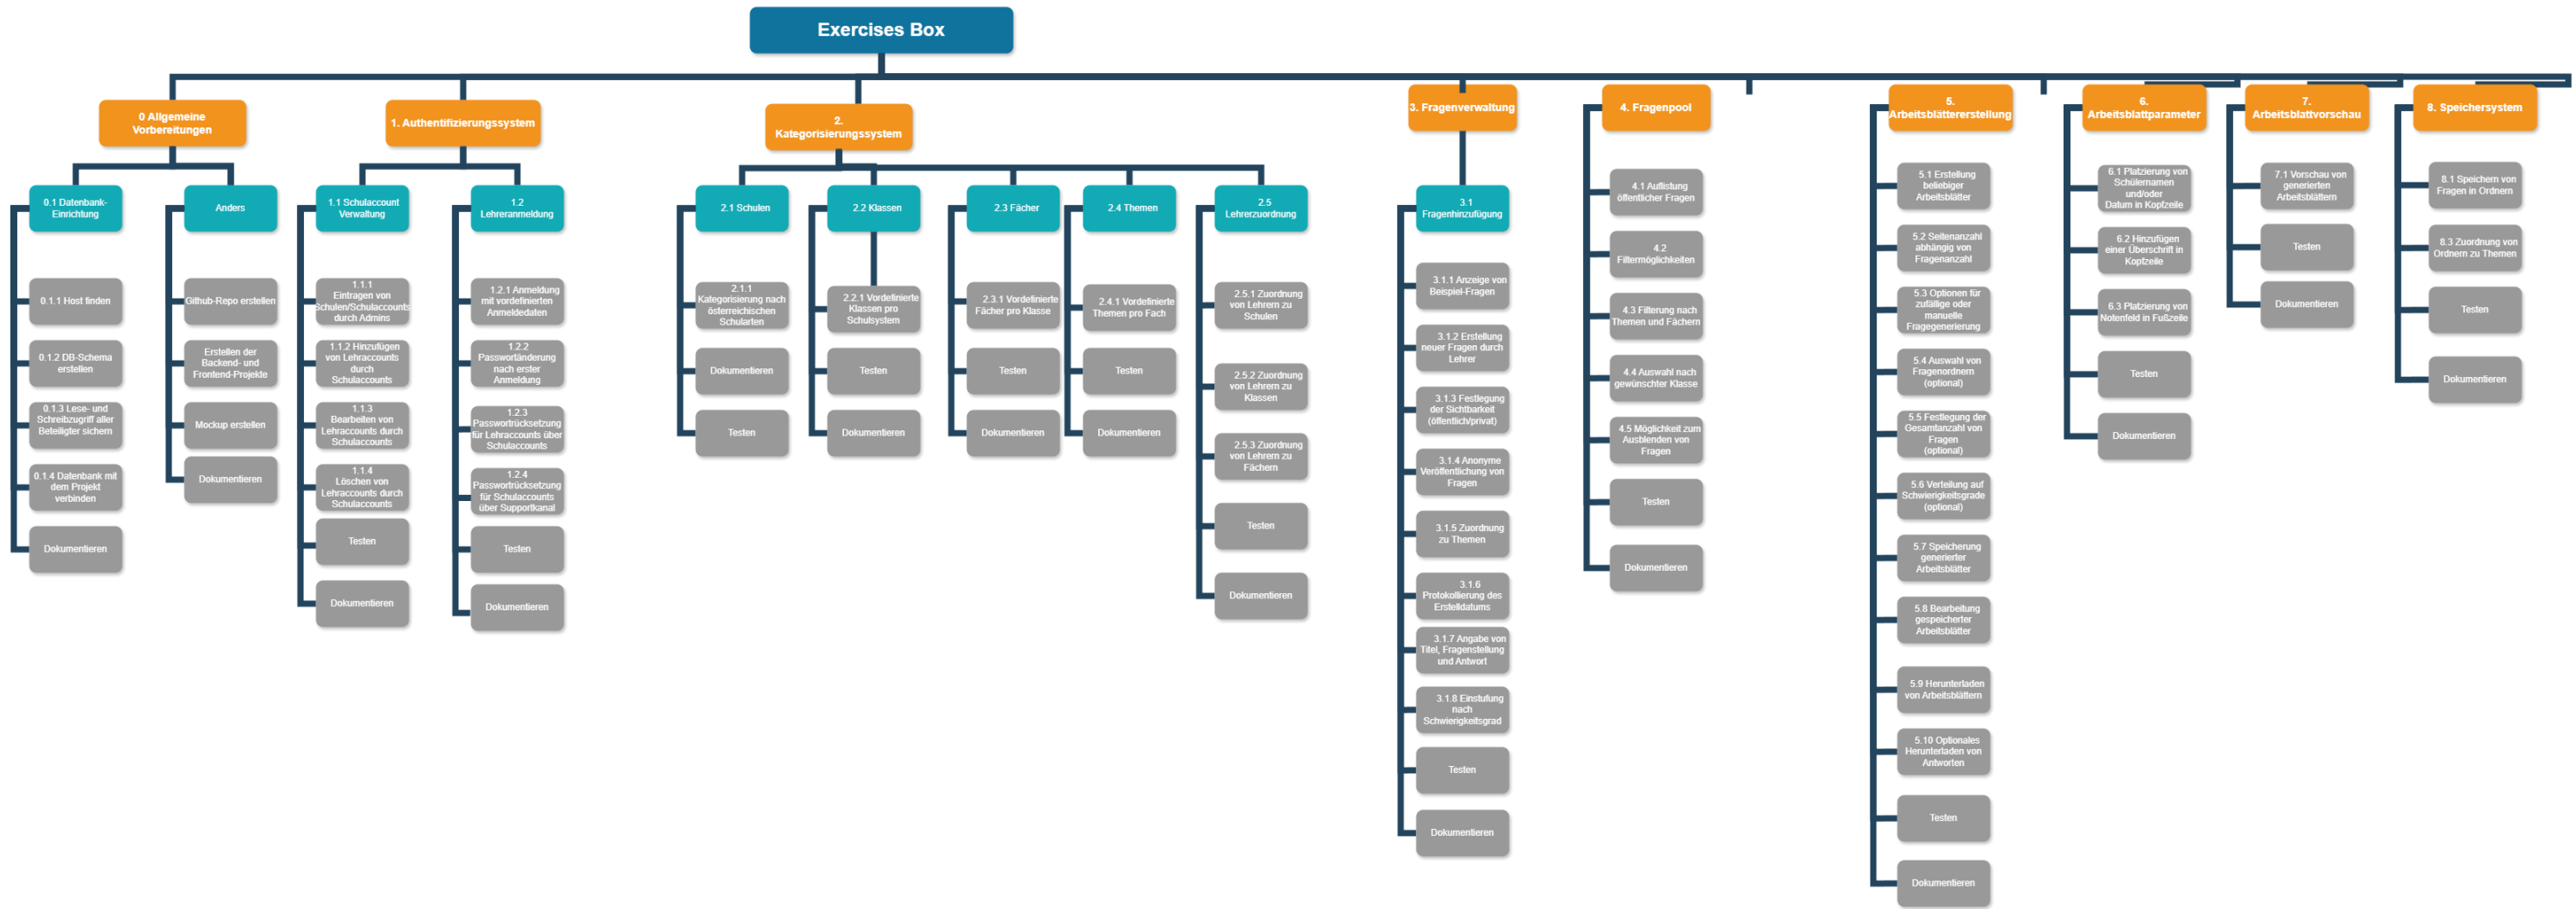 Exercises Box
0 Allgemeine
Vorbereitungen
0.1 Datenbank-
Einrichtung
0.1.1 Host finden
0.1.2 DB-Schema
erstellen
0.1.3 Lese- und
Schreibzugriff aller
Beteiligter sichern
0.1.4 Datenbank mit
dem Projekt
verbinden
Dokumentieren
Anders
Github-Repo erstellen
Erstellen der
Backend- und
Frontend-Projekte
Mockup erstellen
Dokumentieren
1. Authentifizierungssystem
1.1 Schulaccount
Verwaltung
1.1.1
Eintragen von
Schulen/Schulaccounts
durch Admins
1.1.2 Hinzufügen
von Lehraccounts
durch
Schulaccounts
1.1.3
Bearbeiten von
Lehraccounts durch
Schulaccounts
1.1.4
Löschen von
Lehraccounts durch
Schulaccounts
Testen
Dokumentieren
1.2
Lehreranmeldung
1.2.1 Anmeldung
mit vordefinierten
Anmeldedaten
1.2.2
Passwortänderung
nach erster
Anmeldung
1.2.3
Passwortrücksetzung
für Lehraccounts über
Schulaccounts
1.2.4
Passwortrücksetzung
für Schulaccounts
über Supportkanal
Testen
Dokumentieren
2.
Kategorisierungssystem
2.1 Schulen
2.1.1
Kategorisierung nach
österreichischen
Schularten
Dokumentieren
Testen
2.2 Klassen
2.2.1 Vordefinierte
Klassen pro
Schulsystem
Testen
Dokumentieren
2.3 Fächer
2.3.1 Vordefinierte
Fächer pro Klasse
Testen
Dokumentieren
2.4 Themen
2.4.1 Vordefinierte
Themen pro Fach
Testen
Dokumentieren
2.5
Lehrerzuordnung
2.5.1 Zuordnung
von Lehrern zu
Schulen
2.5.2 Zuordnung
von Lehrern zu
Klassen
2.5.3 Zuordnung
von Lehrern zu
Fächern
Testen
Dokumentieren
3. Fragenverwaltung
3.1
Fragenhinzufügung
3.1.1 Anzeige von
Beispiel-Fragen
3.1.2 Erstellung
neuer Fragen durch
Lehrer
3.1.3 Festlegung
der Sichtbarkeit
(öffentlich/privat)
3.1.4 Anonyme
Veröffentlichung von
Fragen
3.1.5 Zuordnung
zu Themen
3.1.6
Protokollierung des
Erstelldatums
3.1.7 Angabe von
Titel, Fragenstellung
und Antwort
3.1.8 Einstufung
nach
Schwierigkeitsgrad
Testen
Dokumentieren
4. Fragenpool
4.1 Auflistung
öffentlicher Fragen
4.2
Filtermöglichkeiten
4.3 Filterung nach
Themen und Fächern
4.4 Auswahl nach
gewünschter Klasse
4.5 Möglichkeit zum
Ausblenden von
Fragen
Testen
Dokumentieren
5.
Arbeitsblättererstellung
5.1 Erstellung
beliebiger
Arbeitsblätter
5.2 Seitenanzahl
abhängig von
Fragenanzahl
5.3 Optionen für
zufällige oder
manuelle
Fragegenerierung
5.4 Auswahl von
Fragenordnern
(optional)
5.5 Festlegung der
Gesamtanzahl von
Fragen
(optional)
5.6 Verteilung auf
Schwierigkeitsgrade
(optional)
5.7 Speicherung
generierter
Arbeitsblätter
5.8 Bearbeitung
gespeicherter
Arbeitsblätter
5.9 Herunterladen
von Arbeitsblättern
5.10 Optionales
Herunterladen von
Antworten
Testen
Dokumentieren
6.
Arbeitsblattparameter
6.1 Platzierung von
Schülernamen
und/oder
Datum in Kopfzeile
6.2 Hinzufügen
einer Überschrift in
Kopfzeile
6.3 Platzierung von
Notenfeld in Fußzeile
Testen
Dokumentieren
7.
Arbeitsblattvorschau
7.1 Vorschau von
generierten
Arbeitsblättern
Testen
Dokumentieren
8. Speichersystem
8.1 Speichern von
Fragen in Ordnern
8.3 Zuordnung von
Ordnern zu Themen
Testen
Dokumentieren